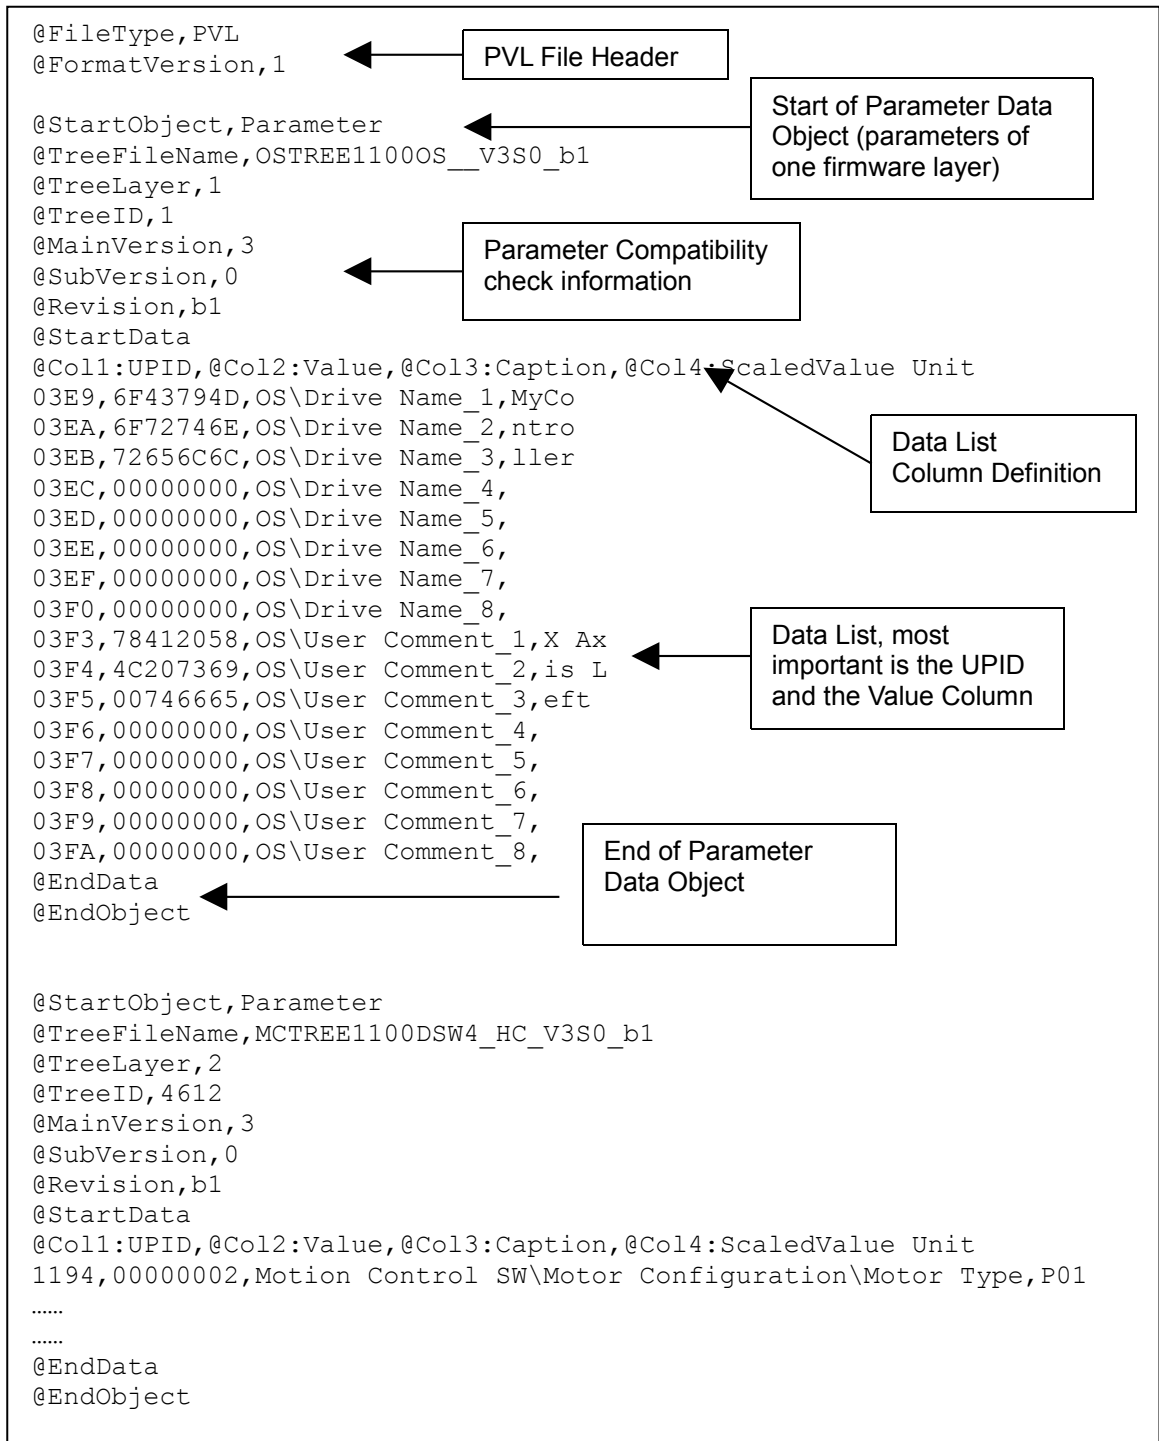 @FileType,PVL
@FormatVersion,1
PVL File Header
@StartObject,Parameter
@TreeFileName,OSTREE1100OS__V3S0_b1
@TreeLayer,1
@TreeID,1
Start of Parameter Data
Object (parameters of
one firmware layer)
@MainVersion,3
@SubVersion,0
@Revision,b1
Parameter Compatibility
check information
@StartData
@Col1:UPID,@Col2:Value,@Col3:Caption,@Col4:ScaledValue Unit
03E9,6F43794D,OS\Drive Name_1,MyCo
03EA,6F72746E,OS\Drive Name_2,ntro
03EB,72656C6C,OS\Drive Name_3,ller
03EC,00000000,OS\Drive Name_4,
03ED,00000000,OS\Drive Name_5,
03EE,00000000,OS\Drive Name_6,
03EF,00000000,OS\Drive Name_7,
03F0,00000000,OS\Drive Name_8,
Data List
Column Definition
03F3,78412058,OS\User Comment_1,X Ax
03F4,4C207369,OS\User Comment_2,is L
03F5,00746665,OS\User Comment_3,eft
03F6,00000000,OS\User Comment_4,
03F7,00000000,OS\User Comment_5,
03F8,00000000,OS\User Comment_6,
03F9,00000000,OS\User Comment_7,
03FA,00000000,OS\User Comment_8,
Data List, most
important is the UPID
and the Value Column
@EndData
@EndObject
End of Parameter
Data Object
@StartObject,Parameter
@TreeFileName,MCTREE1100DSW4_HC_V3S0_b1
@TreeLayer,2
@TreeID,4612
@MainVersion,3
@SubVersion,0
@Revision,b1
@StartData
@Col1:UPID,@Col2:Value,@Col3:Caption,@Col4:ScaledValue Unit
1194,00000002,Motion Control SW\Motor Configuration\Motor Type,P01
……
……
@EndData
@EndObject